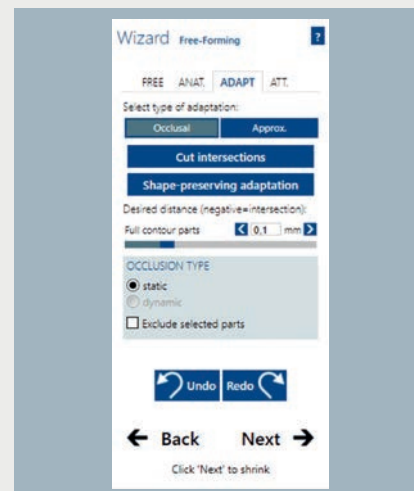 Wizard Free-Forming ?
FREE ANAT. ADAPT ATT.
Select type of adaptation:
Occlusal Approx.
Cut intersections
Shape-preserving adaptation
Desired distance (negative=intersection):
Full contour parts 0,1 mm
OCCLUSION TYPE
static
dynamic
Exclude selected parts
Undo Redo
Back Next
Click 'Next' to shrink